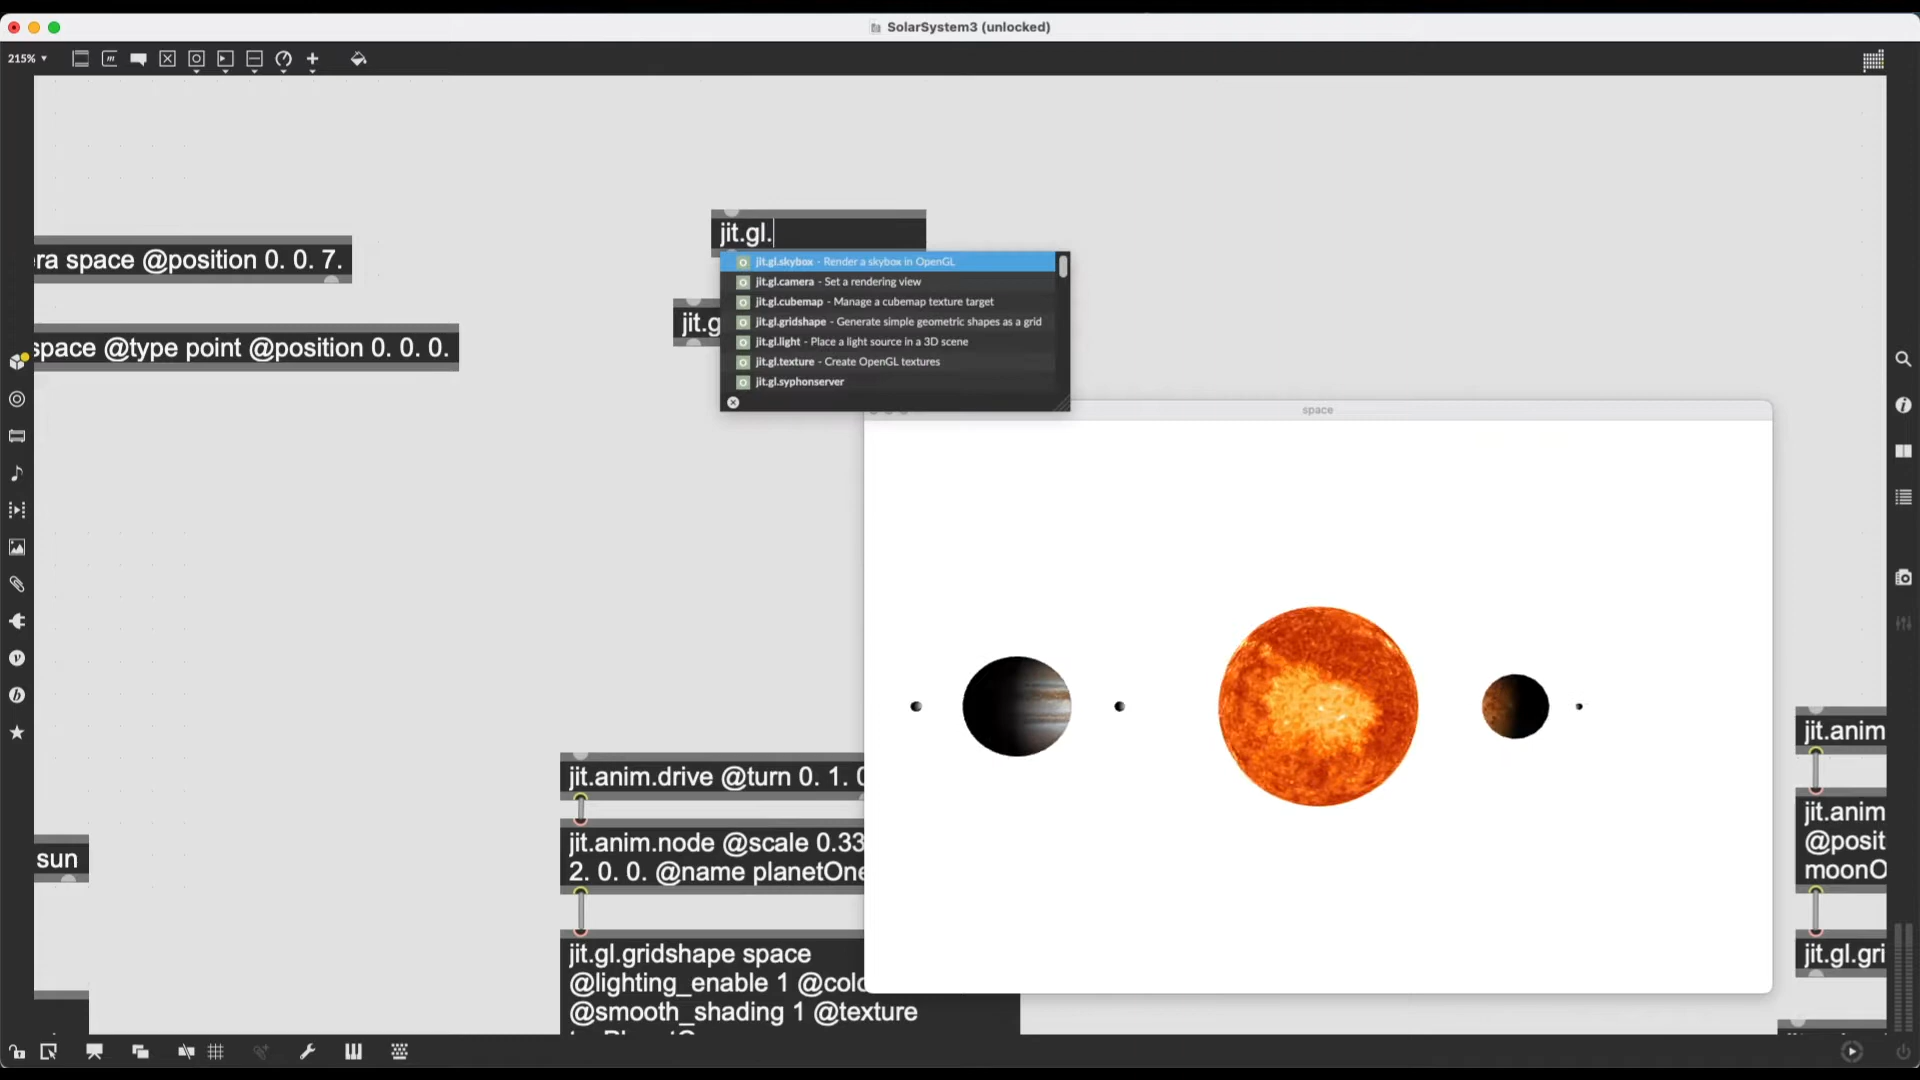 SolarSystem3 (unlocked)
215%
jit.gl.
era space @position 0. 0. 7.
jit.gl.skybox - Render a skybox in OpenGL
jit.gl.camera - Set a rendering view
jit.gl.cubemap - Manage a cubemap texture target
jit.g
jit.gl.gridshape - Generate simple geometric shapes as a grid
space @type point @position 0. 0. 0.
jit.gl.light - Place a light source in a 3D scene
jit.gl.texture - Create OpenGL textures
jit.gl.syphonserver
space
jit.anim
jit.anim.drive @turn 0. 1. 0
jit.anim
@posit
moonO
jit.anim.node @scale 0.33
2. 0. 0. @name planetOne
sun
jit.gl.gridshape space
@lighting_enable 1 @colo
@smooth_shading 1 @texture
jit.gl.gri